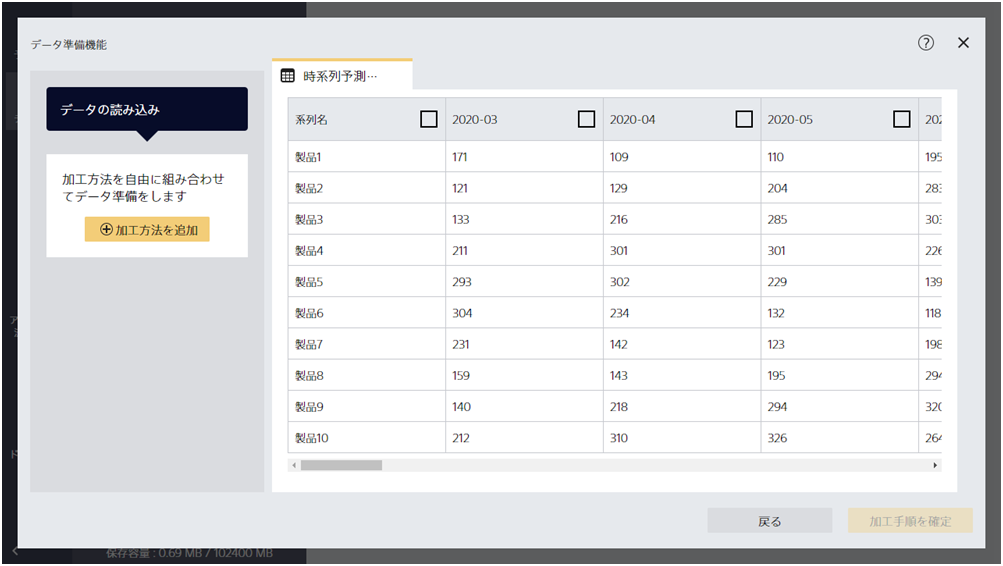 データ準備機能
?
データの読み込み
加工方法を自由に組み合わせ
てデータ準備をします
加工方法を追加
時系列予測…
系列名 2020-03 2020-04 2020-05 202
製品1 171 109 110 195
製品2 121 129 204 283
製品3 133 216 285 303
製品4 211 301 301 226
製品5 293 302 229 139
製品6 304 234 132 118
製品7 231 142 123 198
製品8 159 143 195 294
製品9 140 218 294 320
製品10 212 310 326 264
戻る 加工手順を確定
保存容量 : 0.69 MB / 102400 MB